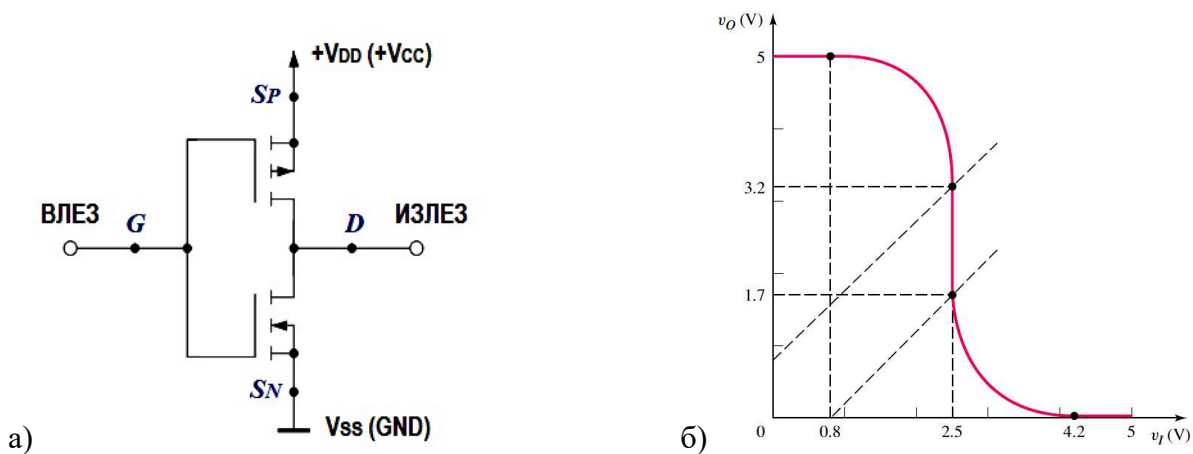 +VDD (+VCC)
SP
ВЛЕЗ
G
D
ИЗЛЕЗ
SN
VSS (GND)
а)
vO (V)
5
3.2
1.7
0
0.8
2.5
4.2
5
vI (V)
б)